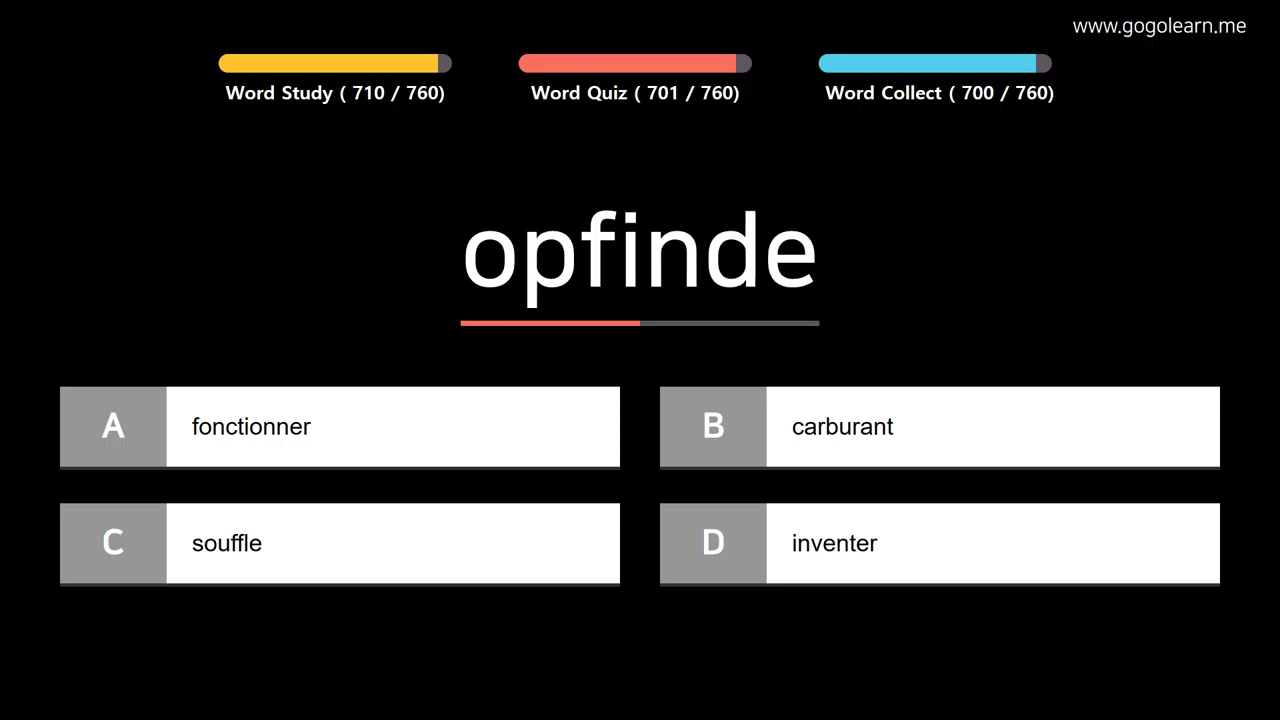 www.gogolearn.me
Word Study ( 710 / 760)
Word Quiz ( 701 / 760)
Word Collect ( 700 / 760)
opfinde
A fonctionner
B carburant
C souffle
D inventer